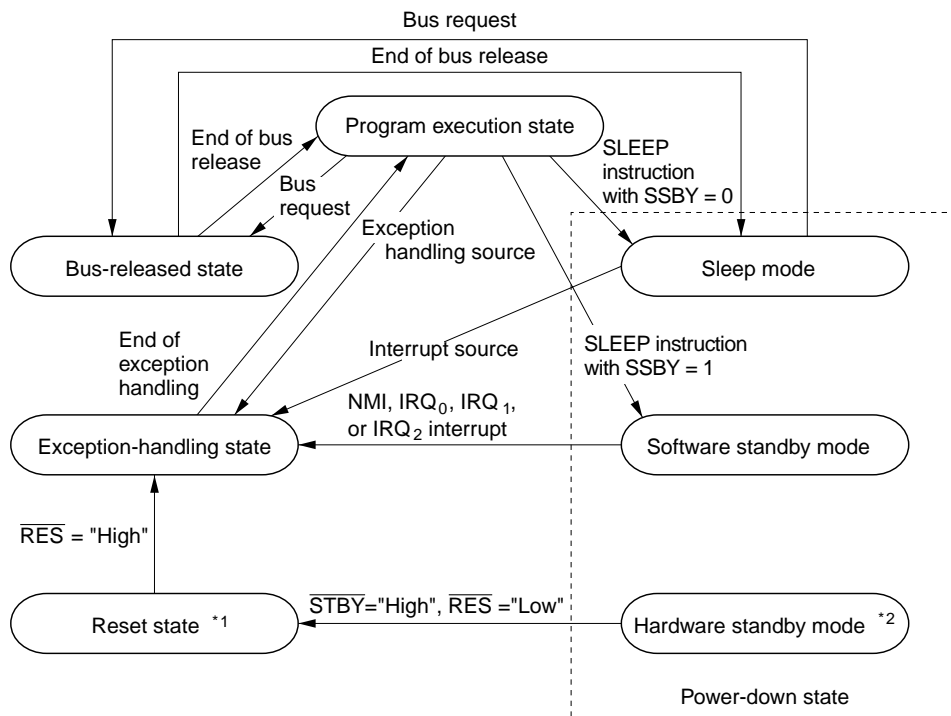 Bus request
End of bus release
Program execution state
End of bus
release
SLEEP
instruction
with SSBY = 0
Bus
request
Exception
handling source
Bus-released state
Sleep mode
End of
exception
handling
Interrupt source
SLEEP instruction
with SSBY = 1
NMI, IRQ0, IRQ1,
or IRQ2 interrupt
Exception-handling state
Software standby mode
R̅E̅S̅ = "High"
S̅T̅B̅Y̅="High", R̅E̅S̅ ="Low"
Reset state *1
Hardware standby mode *2
Power-down state